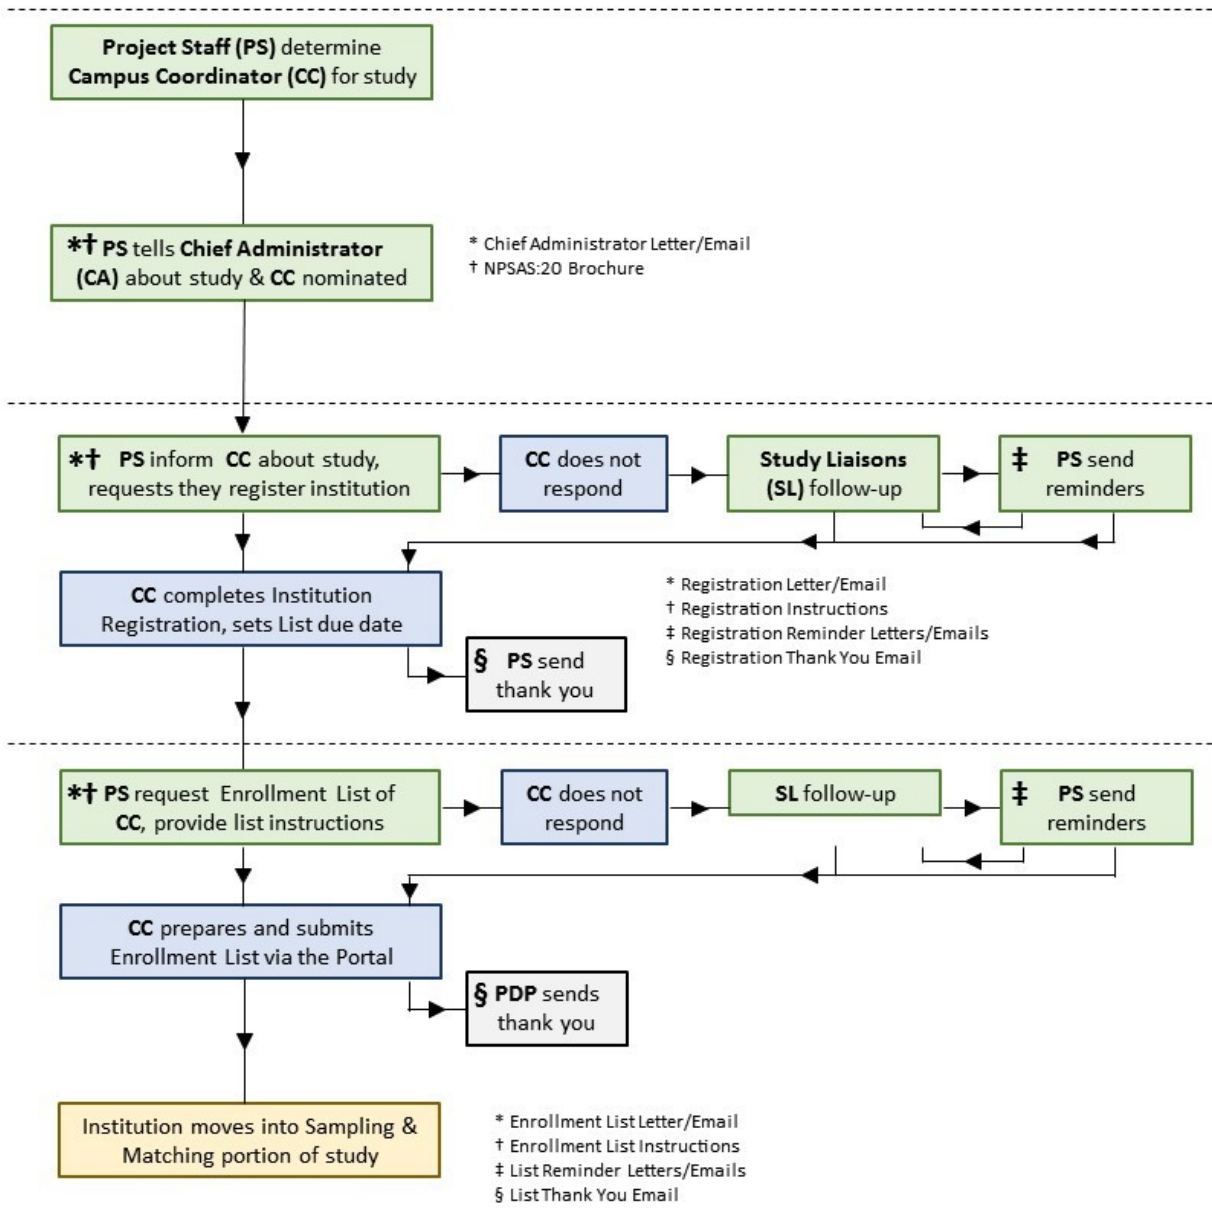 Project Staff (PS) determine
Campus Coordinator (CC) for study
*† PS tells Chief Administrator
(CA) about study & CC nominated
* Chief Administrator Letter/Email
† NPSAS:20 Brochure
*† PS inform CC about study,
requests they register institution
CC does not
respond
Study Liaisons
(SL) follow-up
‡ PS send
reminders
CC completes Institution
Registration, sets List due date
* Registration Letter/Email
† Registration Instructions
‡ Registration Reminder Letters/Emails
§ Registration Thank You Email
§ PS send
thank you
*† PS request Enrollment List of
CC, provide list instructions
CC does not
respond
SL follow-up
‡ PS send
reminders
CC prepares and submits
Enrollment List via the Portal
§ PDP sends
thank you
Institution moves into Sampling &
Matching portion of study
* Enrollment List Letter/Email
† Enrollment List Instructions
‡ List Reminder Letters/Emails
§ List Thank You Email